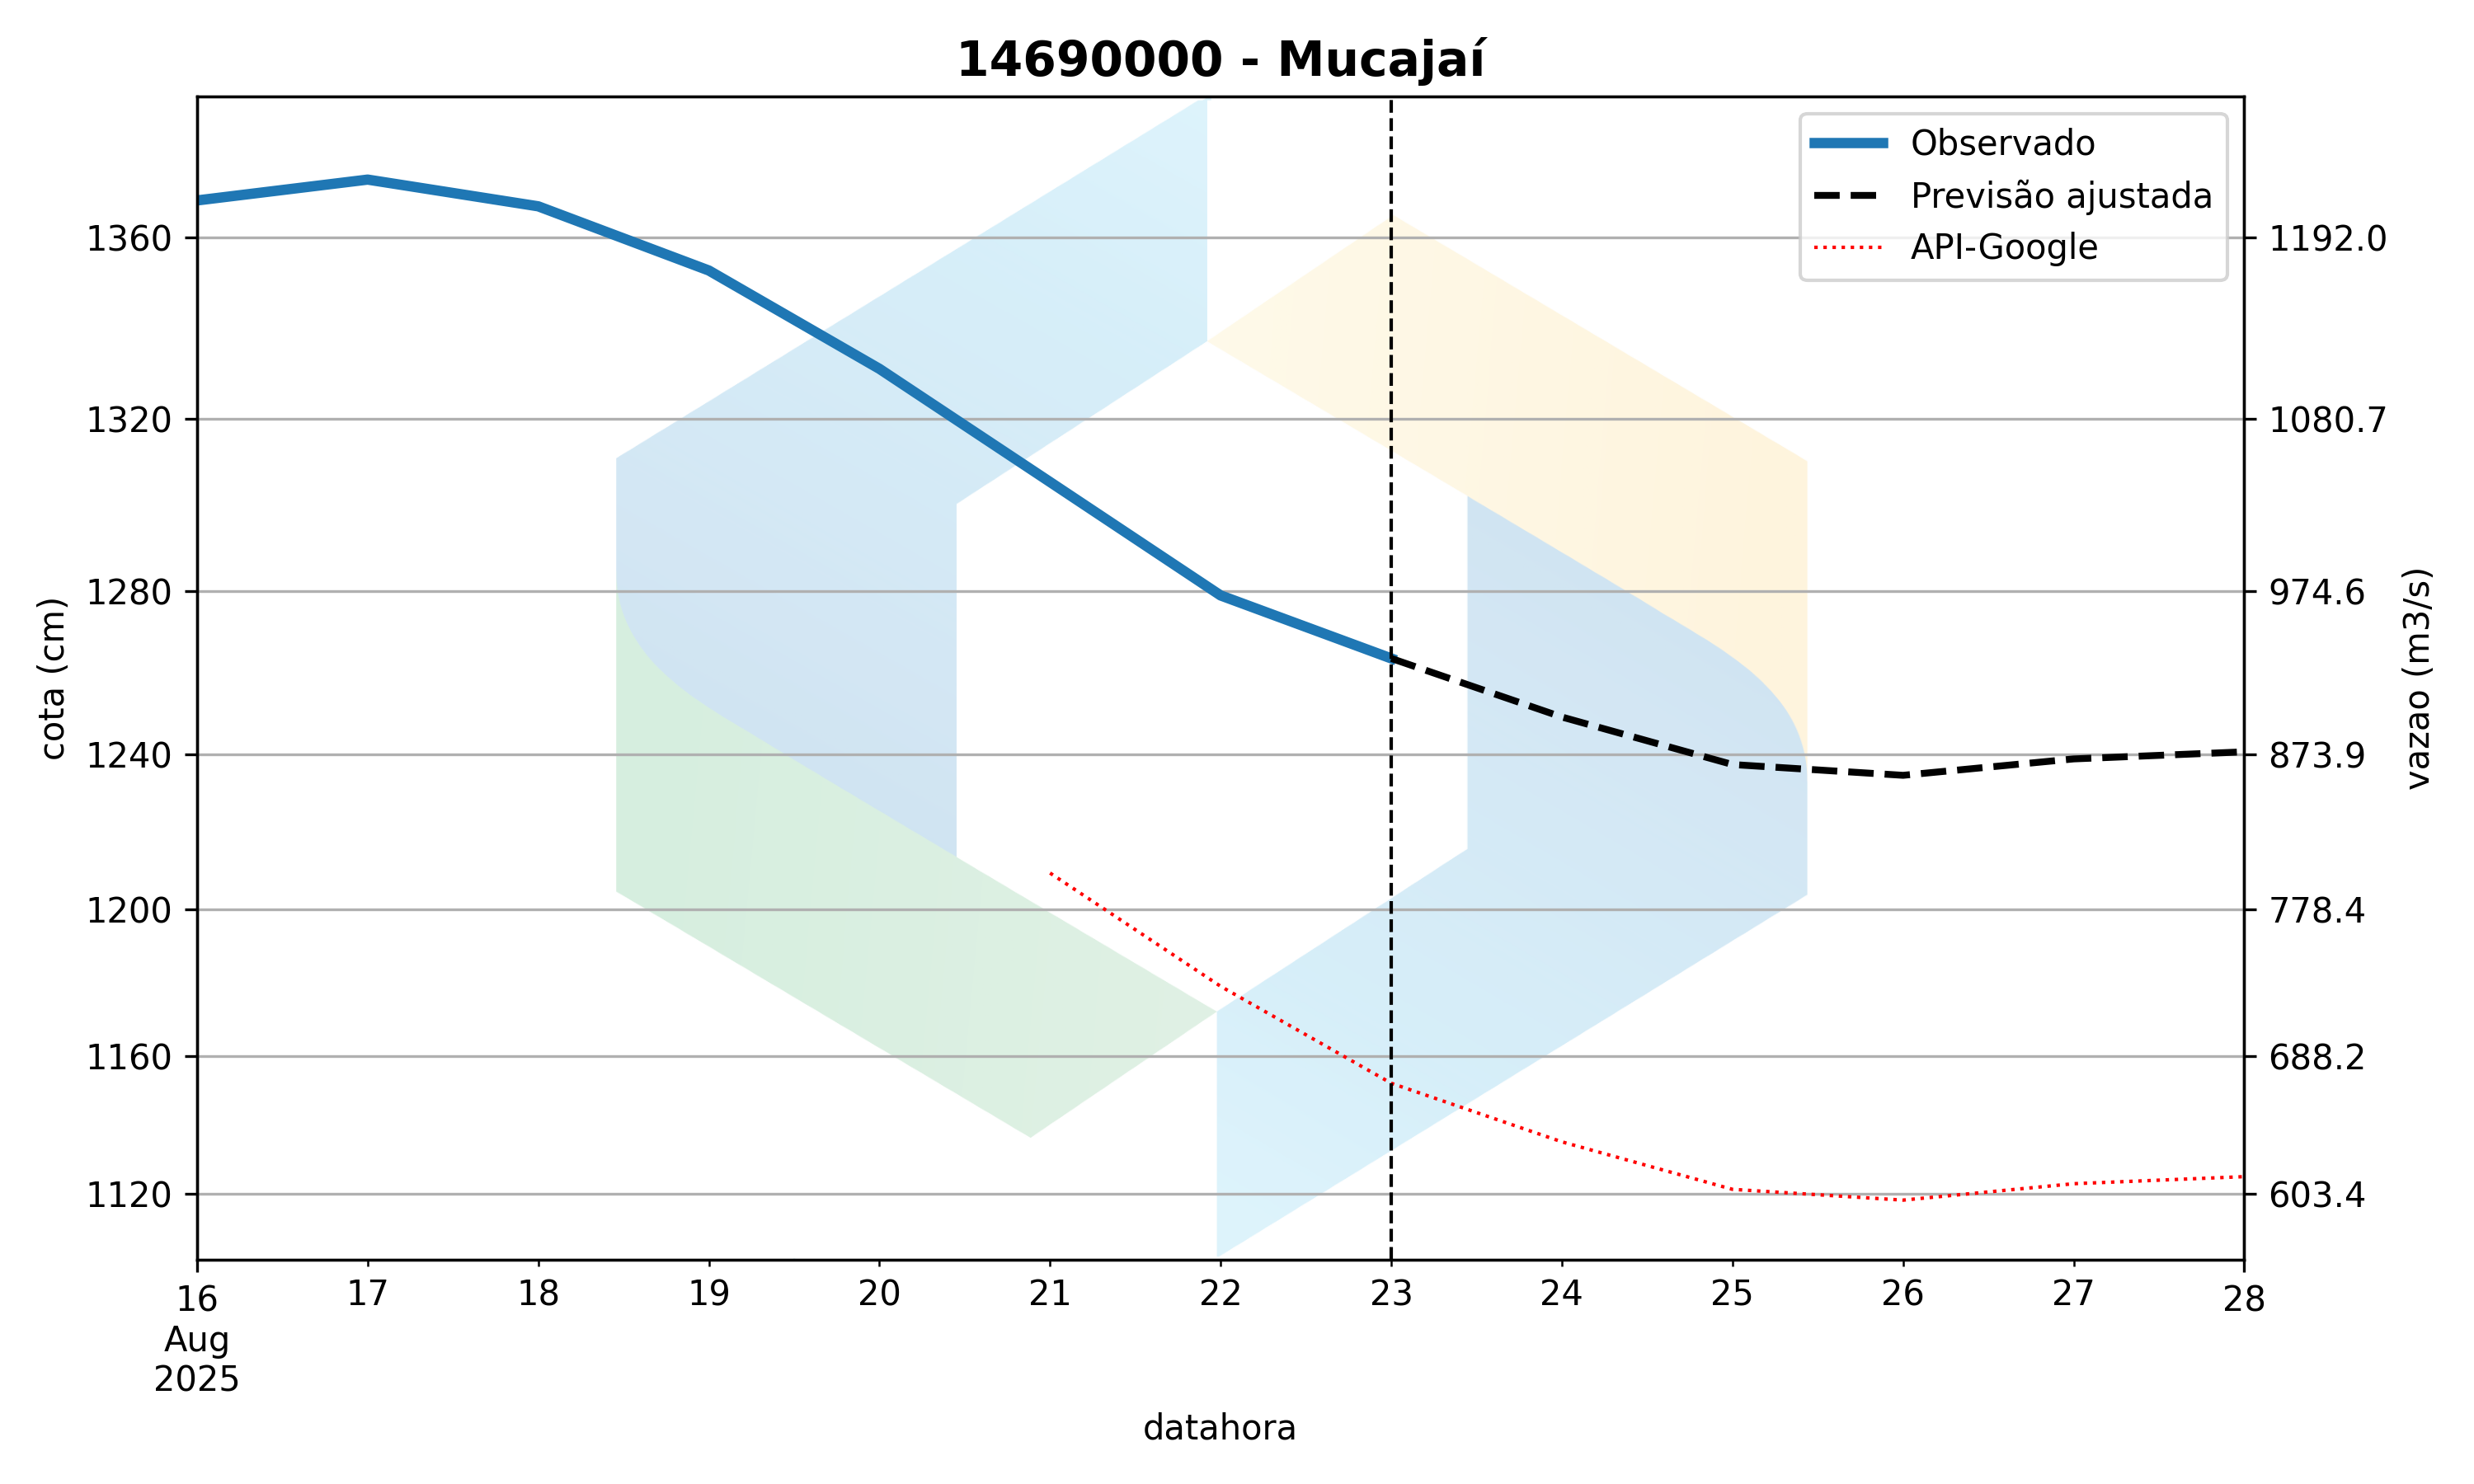 14690000 - Mucajaí
Observado
Previsão ajustada
API-Google
cota (cm)
1360
1320
1280
1240
1200
1160
1120
1192.0
1080.7
974.6
873.9
778.4
688.2
603.4
vazao (m3/s)
16 17 18 19 20 21 22 23 24 25 26 27 28
Aug
2025
datahora